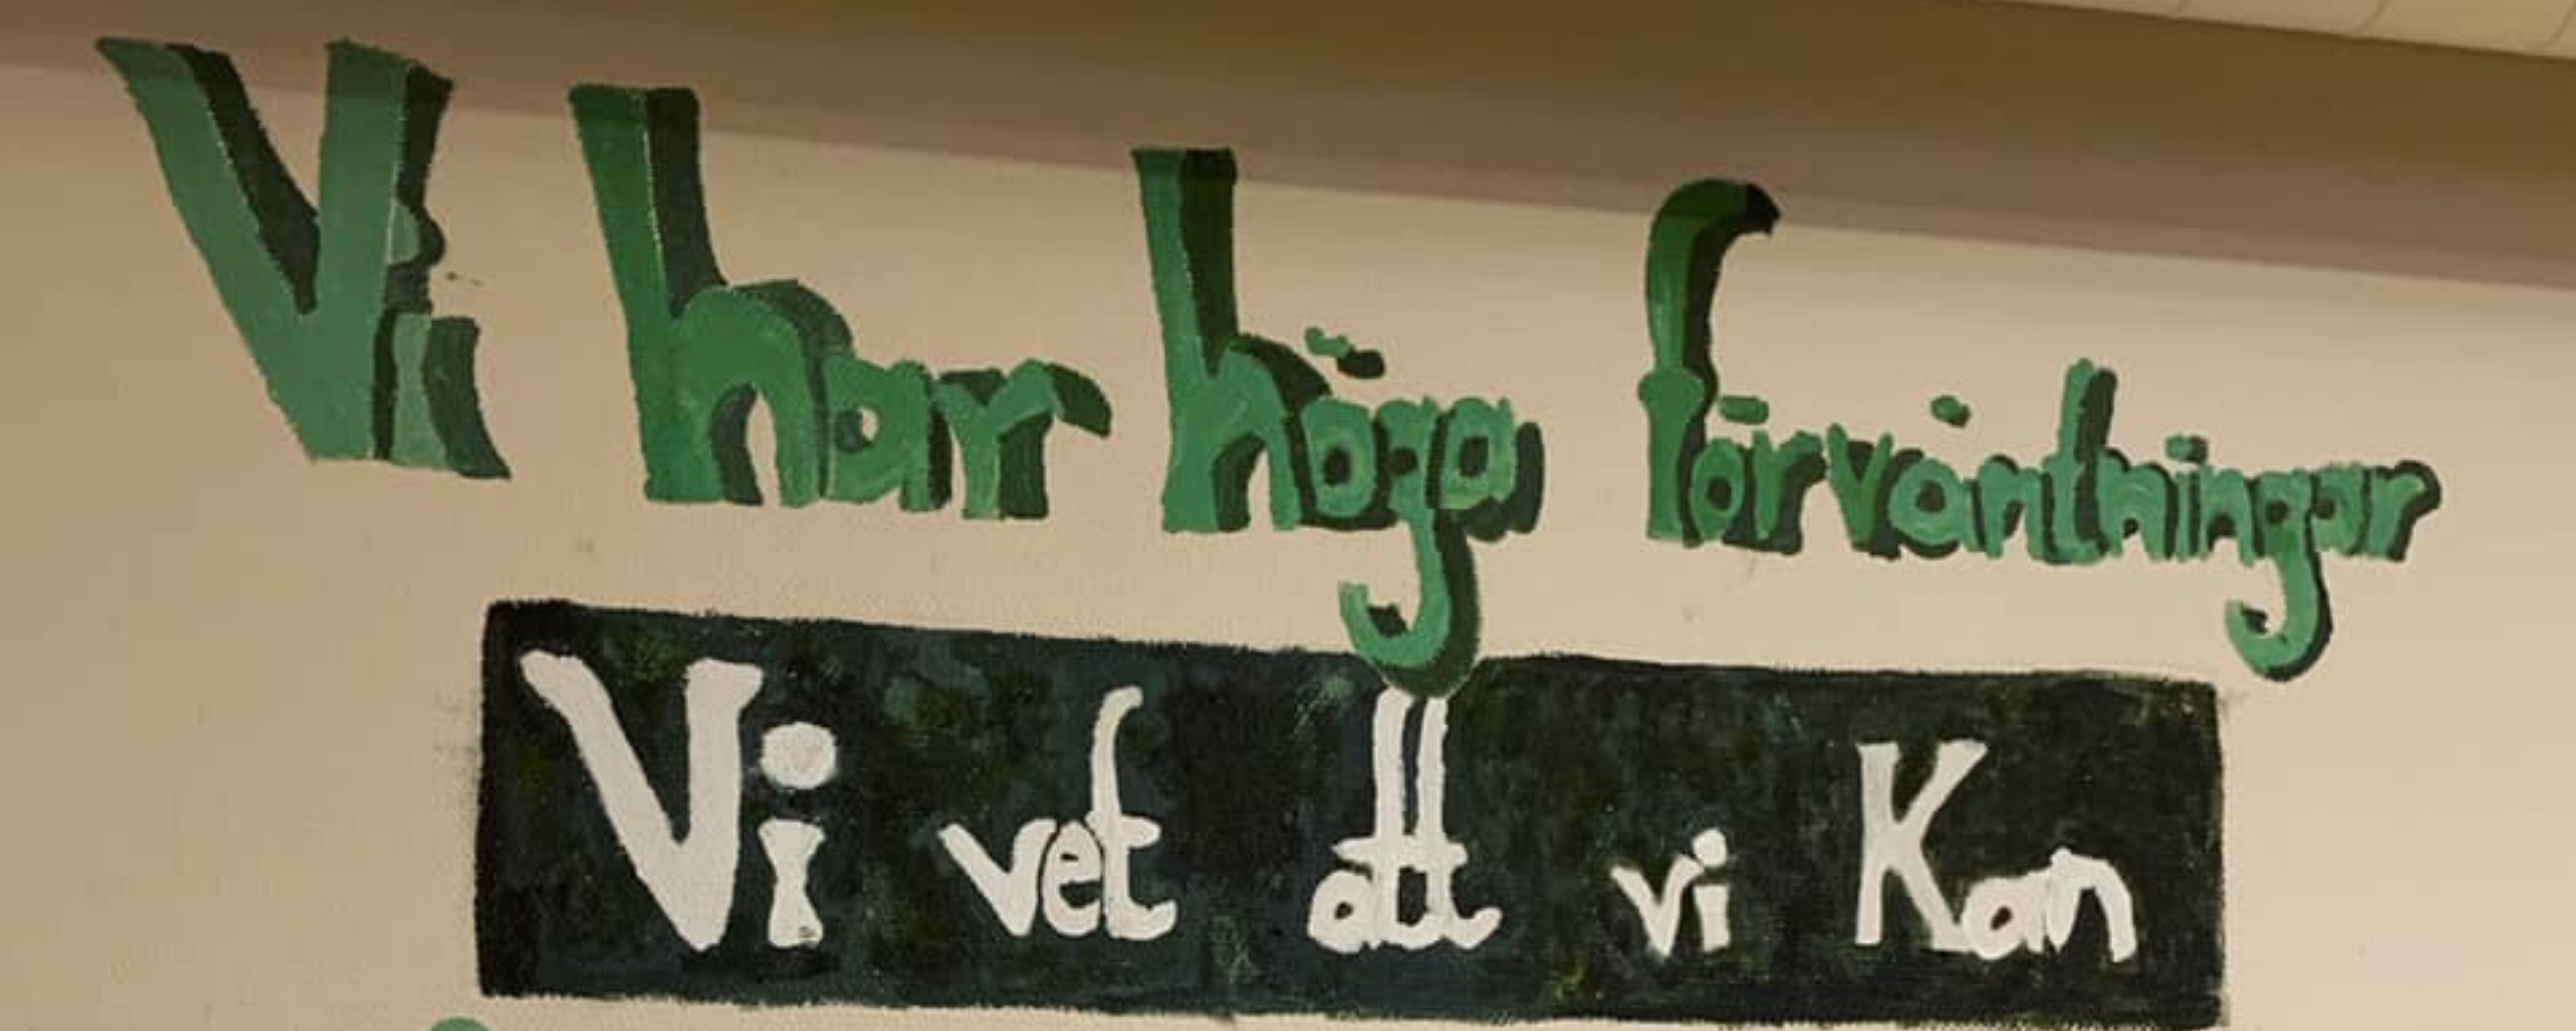 Vi har höga förväntningar
Vi vet att vi Kan